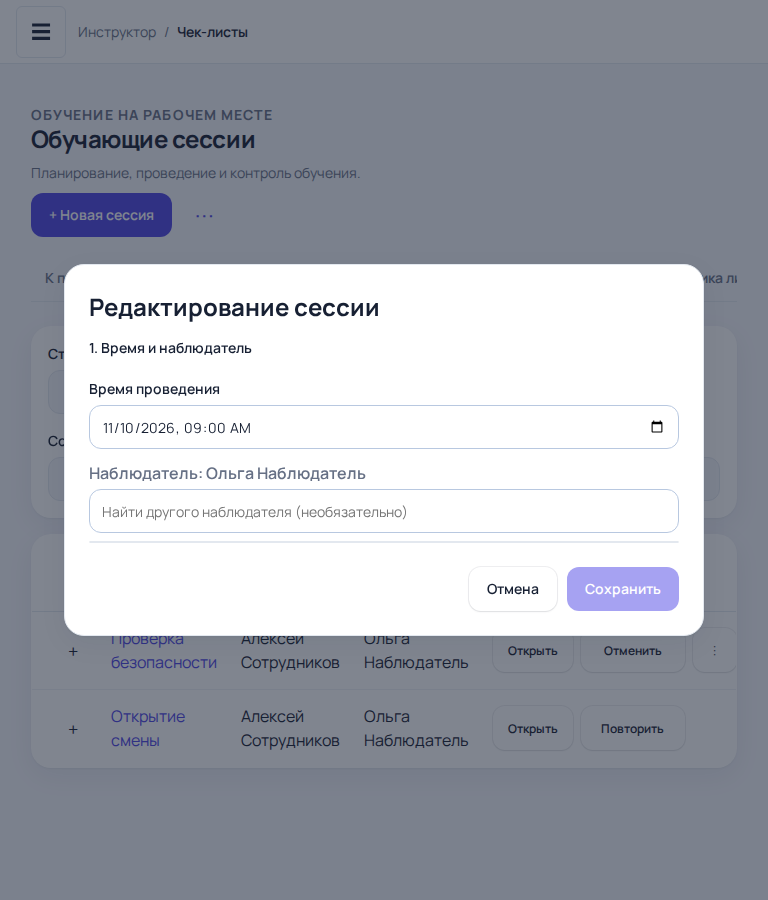 Инструктор / Чек-листы
ОБУЧЕНИЕ НА РАБОЧЕМ МЕСТЕ
Обучающие сессии
Планирование, проведение и контроль обучения.
+ Новая сессия ...
Редактирование сессии
1. Время и наблюдатель
Время проведения
11/10/2026, 09:00 AM
Наблюдатель: Ольга Наблюдатель
Найти другого наблюдателя (необязательно)
Отмена Сохранить
+ Проверка безопасности Алексей Сотрудников Ольга Наблюдатель Открыть Отменить ⋮
+ Открытие смены Алексей Сотрудников Ольга Наблюдатель Открыть Повторить